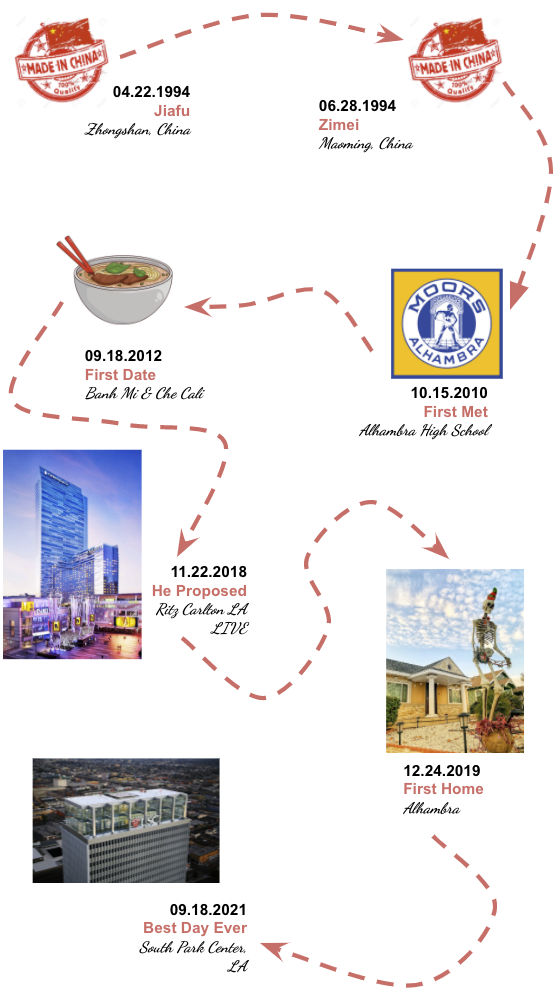 MADE IN CHINA
100%
Quality
04.22.1994
Jiafu
Zhongshan, China
MADE IN CHINA
100%
Quality
06.28.1994
Zimei
Maoming, China
MOORS
ALHAMBRA
10.15.2010
First Met
Alhambra High School
09.18.2012
First Date
Banh Mi & Che Cali
11.22.2018
He Proposed
Ritz Carlton LA
LIVE
12.24.2019
First Home
Alhambra
09.18.2021
Best Day Ever
South Park Center,
LA